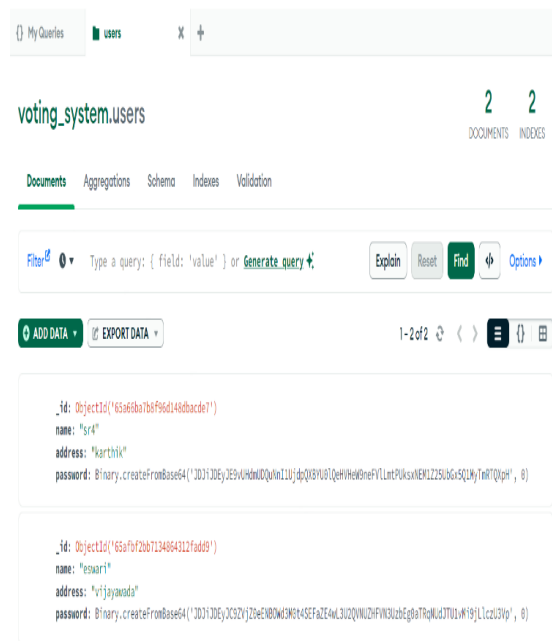 {} My Queries
users
voting_system.users
2 DOCUMENTS
2 INDEXES
Documents Aggregations Schema Indexes Validation
Filter Type a query: { field: 'value' } or Generate query Explain Reset Find Options
ADD DATA EXPORT DATA 1-2 of 2 {}
_id: ObjectId('65a66ba7b8f96d148dbacde7')
name: "sr4"
address: "karthik"
password: Binary.createFromBase64(
_id: ObjectId('65afbf2bb7134864312fadd9')
name: "eswari"
address: "vijayawada"
password: Binary.createFromBase64(